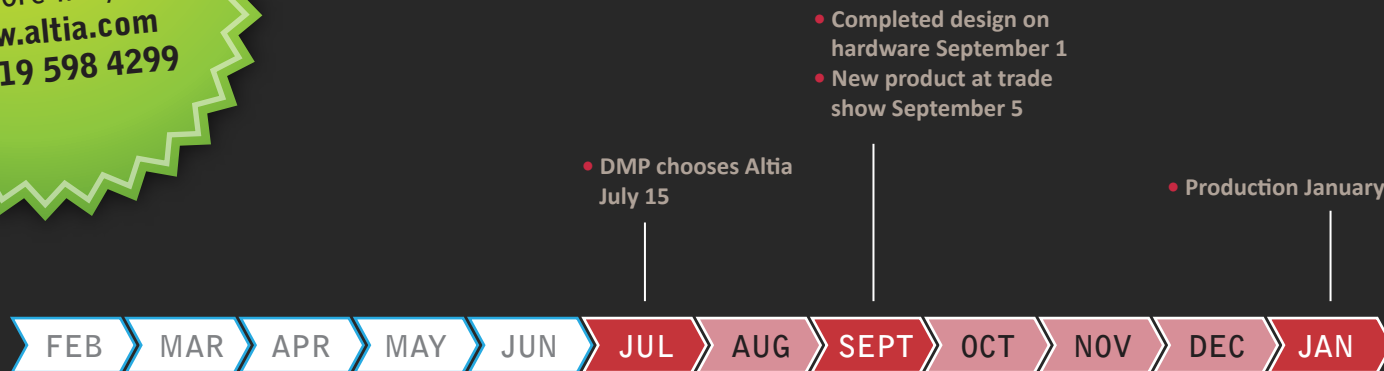 w.altia.com
19 598 4299
• Completed design on
hardware September 1
• New product at trade
show September 5
• DMP chooses Altia
July 15
• Production January
FEB MAR APR MAY JUN JUL AUG SEPT OCT NOV DEC JAN